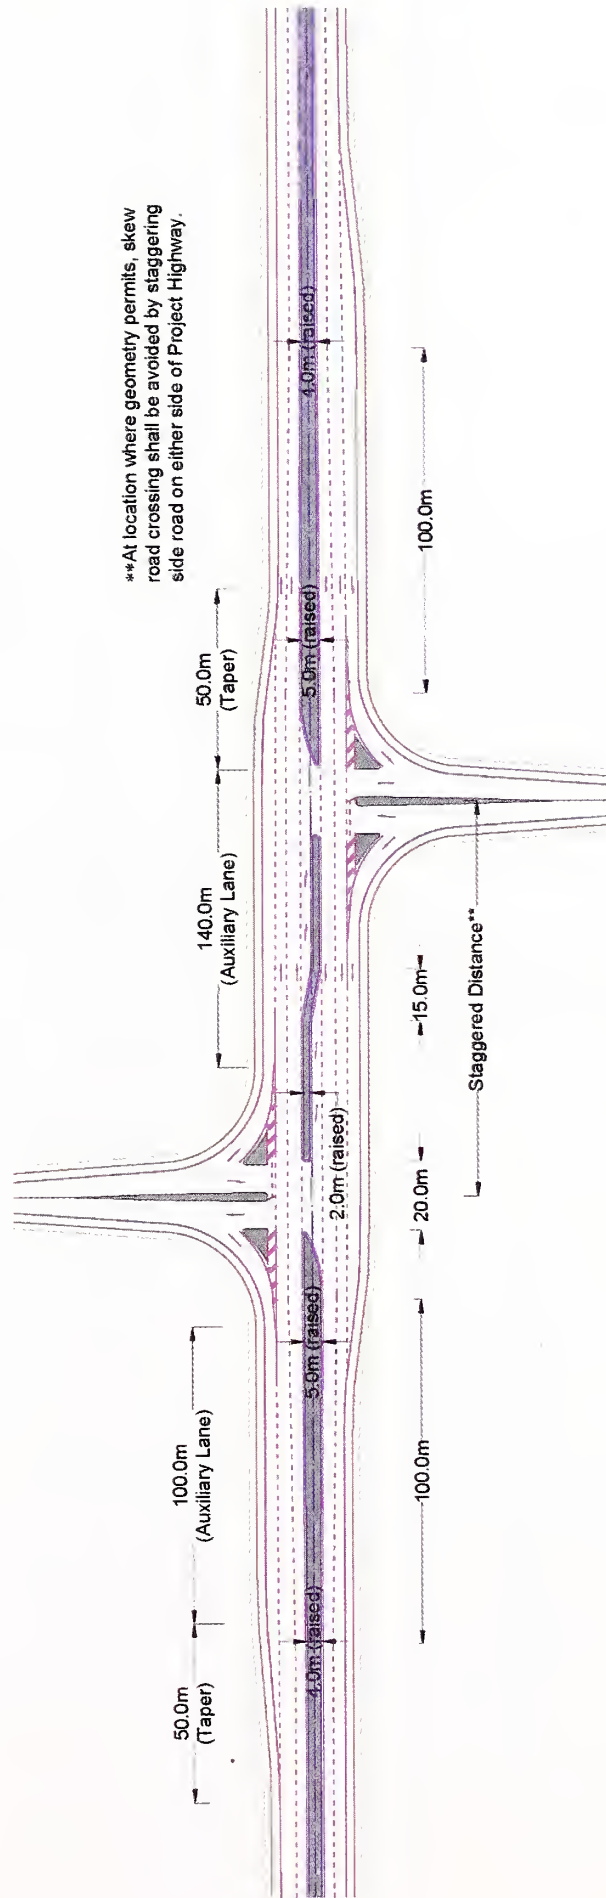 **At location where geometry permits, skew
road crossing shall be avoided by staggering
side road on either side of Project Highway.
50.0m
(Taper)
100.0m
(Auxiliary Lane)
140.0m
(Auxiliary Lane)
50.0m
(Taper)
4.0m (raised)
5.0m (raised)
2.0m (raised)
5.0m (raised)
4.0m (raised)
100.0m
20.0m
15.0m
100.0m
Staggered Distance**